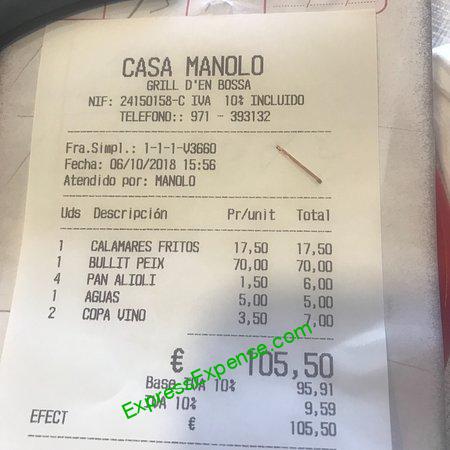 CASA MANOLO
GRILL D'EN BOSSA
NIF: 24150158-C IVA 10% INCLUIDO
TELEFONO:: 971 - 393132
Fra.Simpl.: 1-1-1-V3660
Fecha: 06/10/2018 15:56
Atendido por: MANOLO
Uds Descripción Pr/unit Total
1 CALAMARES FRITOS 17,50 17,50
1 BULLIT PEIX 70,00 70,00
4 PAN ALIOLI 1,50 6,00
1 AGUAS 5,00 5,00
2 COPA VINO 3,50 7,00
€ 105,50
Base IVA 10% 95,91
IVA 10% 9,59
EFECT € 105,50
ExpressExpense.com